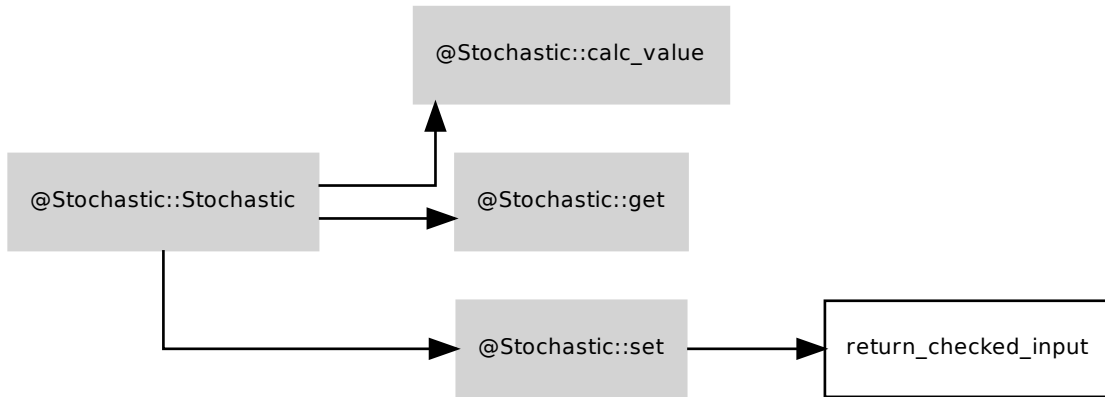 @Stochastic::calc_value
@Stochastic::Stochastic
@Stochastic::get
@Stochastic::set
return_checked_input